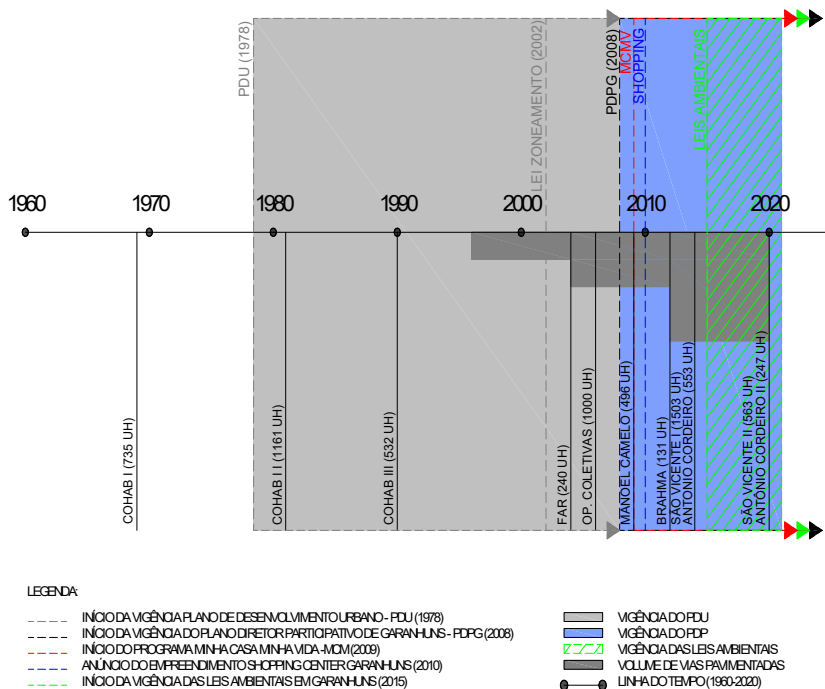 PDU (1978)
LEI ZONEAMENTO (2002)
PDPG (2008)
MCMV
SHOPPING
LEIS AMBIENTAIS
1960
1970
1980
1990
2000
2010
2020
COHAB I (735 UH)
COHAB I I (1161 UH)
COHAB III (532 UH)
FAR (240 UH)
OP. COLETIVAS (1000 UH)
MANOEL CAMELO (496 UH)
BRAHMA (131 UH)
SÃO VICENTE I (1503 UH)
ANTONIO CORDEIRO (553 UH)
SÃO VICENTE II (563 UH)
ANTÔNIO CORDEIRO II (247 UH)
LEGENDA:
INÍCIO DA VIGÊNCIA PLANO DE DESENVOLVIMENTO URBANO - PDU (1978)
INÍCIO DA VIGÊNCIA DO PLANO DIRETOR PARTICIPATIVO DE GARANHUNS - PDPG (2008)
INÍCIO DO PROGRAMA MINHA CASA MINHA VIDA -MCM (2009)
ANÚNCIO DO EMPREENDIMENTO SHOPPING CENTER GARANHUNS (2010)
INÍCIO DA VIGÊNCIA DAS LEIS AMBIENTAIS EM GARANHUNS (2015)
VIGÊNCIA DO PDU
VIGÊNCIA DO PDP
VIGÊNCIA DAS LEIS AMBIENTAIS
VOLUME DE VIAS PAVIMENTADAS
LINHA DO TEMPO (1960-2020)